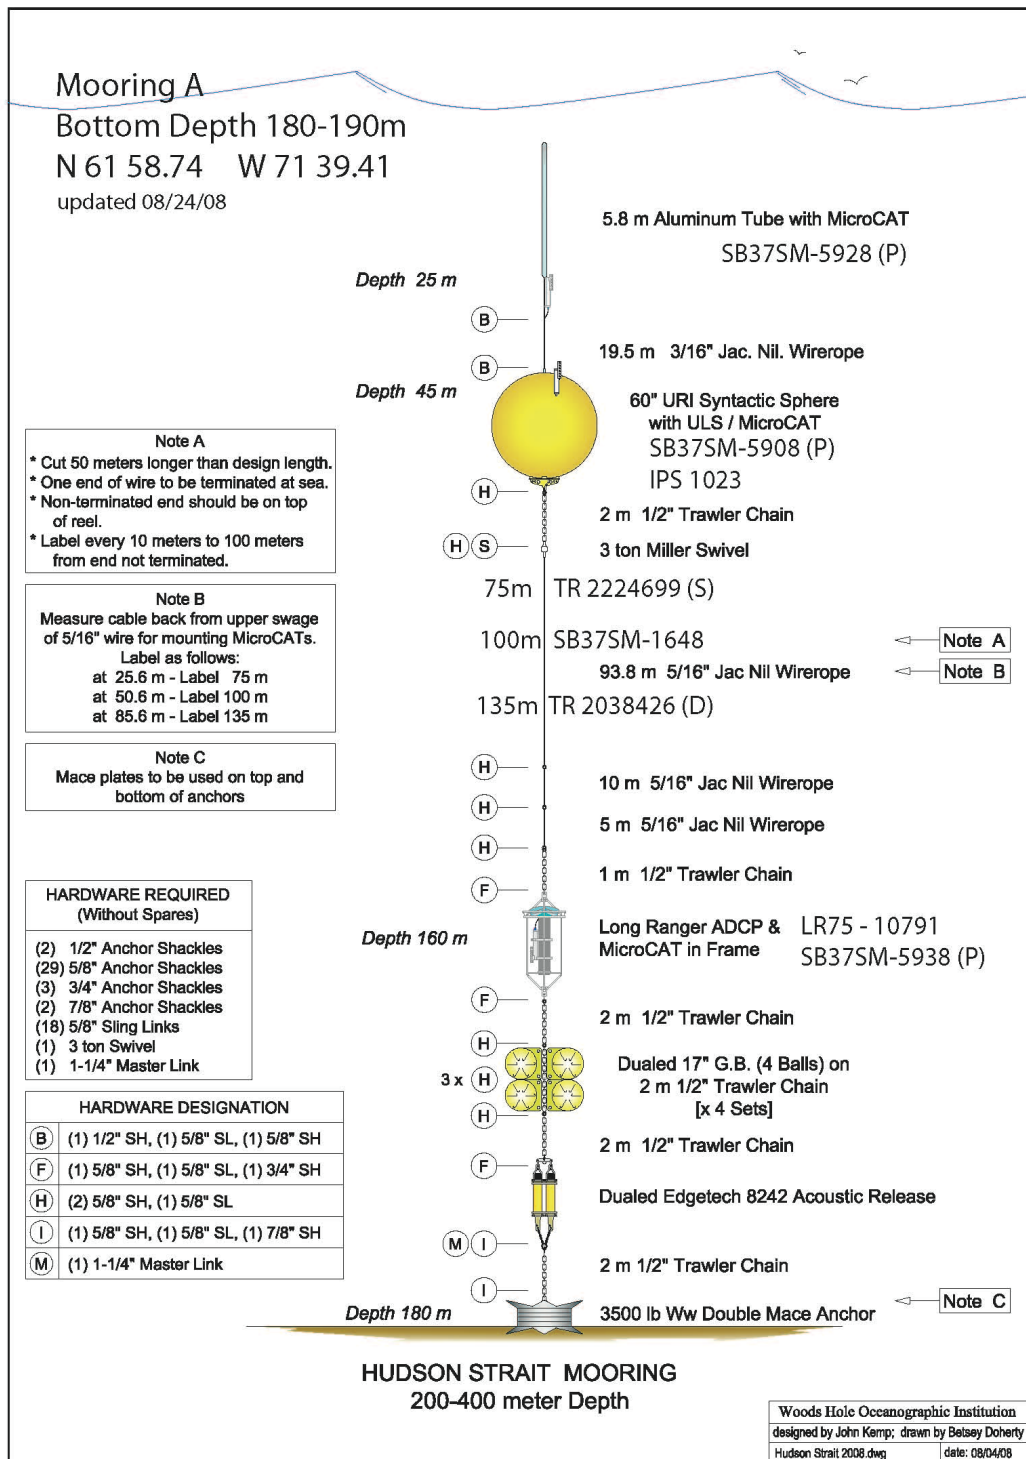 Mooring A
Bottom Depth 180-190m
N 61 58.74 W 71 39.41
updated 08/24/08
5.8 m Aluminum Tube with MicroCAT
SB37SM-5928 (P)
Depth 25 m
B
19.5 m 3/16" Jac. Nil. Wirerope
B
Depth 45 m
60" URI Syntactic Sphere
with ULS / MicroCAT
SB37SM-5908 (P)
IPS 1023
H
2 m 1/2" Trawler Chain
H S
3 ton Miller Swivel
75m TR 2224699 (S)
100m SB37SM-1648
Note A
93.8 m 5/16" Jac Nil Wirerope
Note B
135m TR 2038426 (D)
H
10 m 5/16" Jac Nil Wirerope
H
5 m 5/16" Jac Nil Wirerope
H
1 m 1/2" Trawler Chain
F
Depth 160 m
Long Ranger ADCP &
MicroCAT in Frame
LR75 - 10791
SB37SM-5938 (P)
F
2 m 1/2" Trawler Chain
H
3 x H
Dualed 17" G.B. (4 Balls) on
2 m 1/2" Trawler Chain
[x 4 Sets]
H
2 m 1/2" Trawler Chain
F
Dualed Edgetech 8242 Acoustic Release
M I
2 m 1/2" Trawler Chain
I
Depth 180 m
3500 lb Ww Double Mace Anchor
Note C
Note A
* Cut 50 meters longer than design length.
* One end of wire to be terminated at sea.
* Non-terminated end should be on top
of reel.
* Label every 10 meters to 100 meters
from end not terminated.
Note B
Measure cable back from upper swage
of 5/16" wire for mounting MicroCATs.
Label as follows:
at 25.6 m - Label 75 m
at 50.6 m - Label 100 m
at 85.6 m - Label 135 m
Note C
Mace plates to be used on top and
bottom of anchors
HARDWARE REQUIRED
(Without Spares)
(2) 1/2" Anchor Shackles
(29) 5/8" Anchor Shackles
(3) 3/4" Anchor Shackles
(2) 7/8" Anchor Shackles
(18) 5/8" Sling Links
(1) 3 ton Swivel
(1) 1-1/4" Master Link
HARDWARE DESIGNATION
B (1) 1/2" SH, (1) 5/8" SL, (1) 5/8" SH
F (1) 5/8" SH, (1) 5/8" SL, (1) 3/4" SH
H (2) 5/8" SH, (1) 5/8" SL
I (1) 5/8" SH, (1) 5/8" SL, (1) 7/8" SH
M (1) 1-1/4" Master Link
HUDSON STRAIT MOORING
200-400 meter Depth
Woods Hole Oceanographic Institution
designed by John Kemp; drawn by Betsey Doherty
Hudson Strait 2008.dwg date: 08/04/08